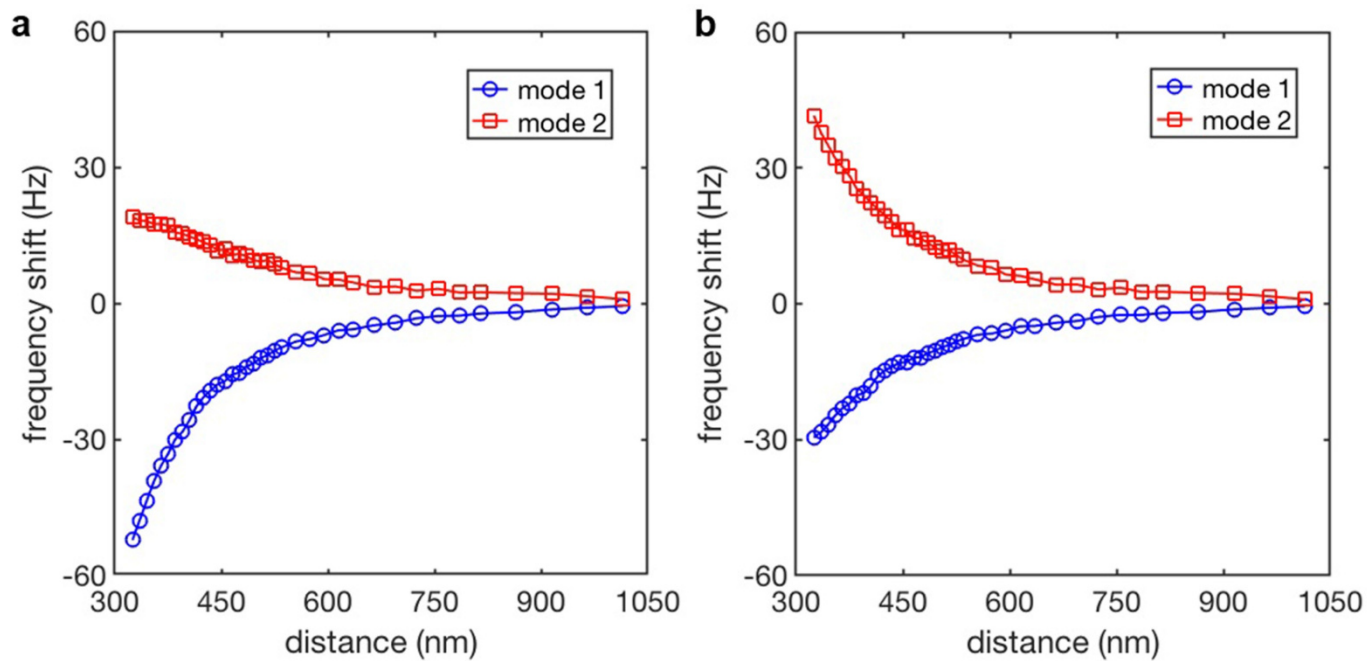 a
60
30
0
-30
-60
frequency shift (Hz)
mode 1
mode 2
300 450 600 750 900 1050
distance (nm)
b
60
30
0
-30
-60
frequency shift (Hz)
mode 1
mode 2
300 450 600 750 900 1050
distance (nm)